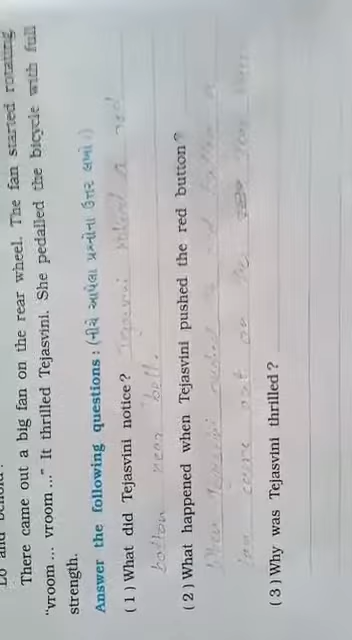 Lo and behold!
There came out a big fan on the rear wheel. The fan started rotating
"vroom ... vroom ..." It thrilled Tejasvini. She pedalled the bicycle with full
strength.
Answer the following questions : (નીચે આપેલા પ્રશ્નોના ઉત્તર લખો :)
(1) What did Tejasvini notice ? Tejasvini noticed a red
button near bell.
(2) What happened when Tejasvini pushed the red button ?
When Tejasvini pushed a red button a
fan came out on the rear
(3) Why was Tejasvini thrilled ?